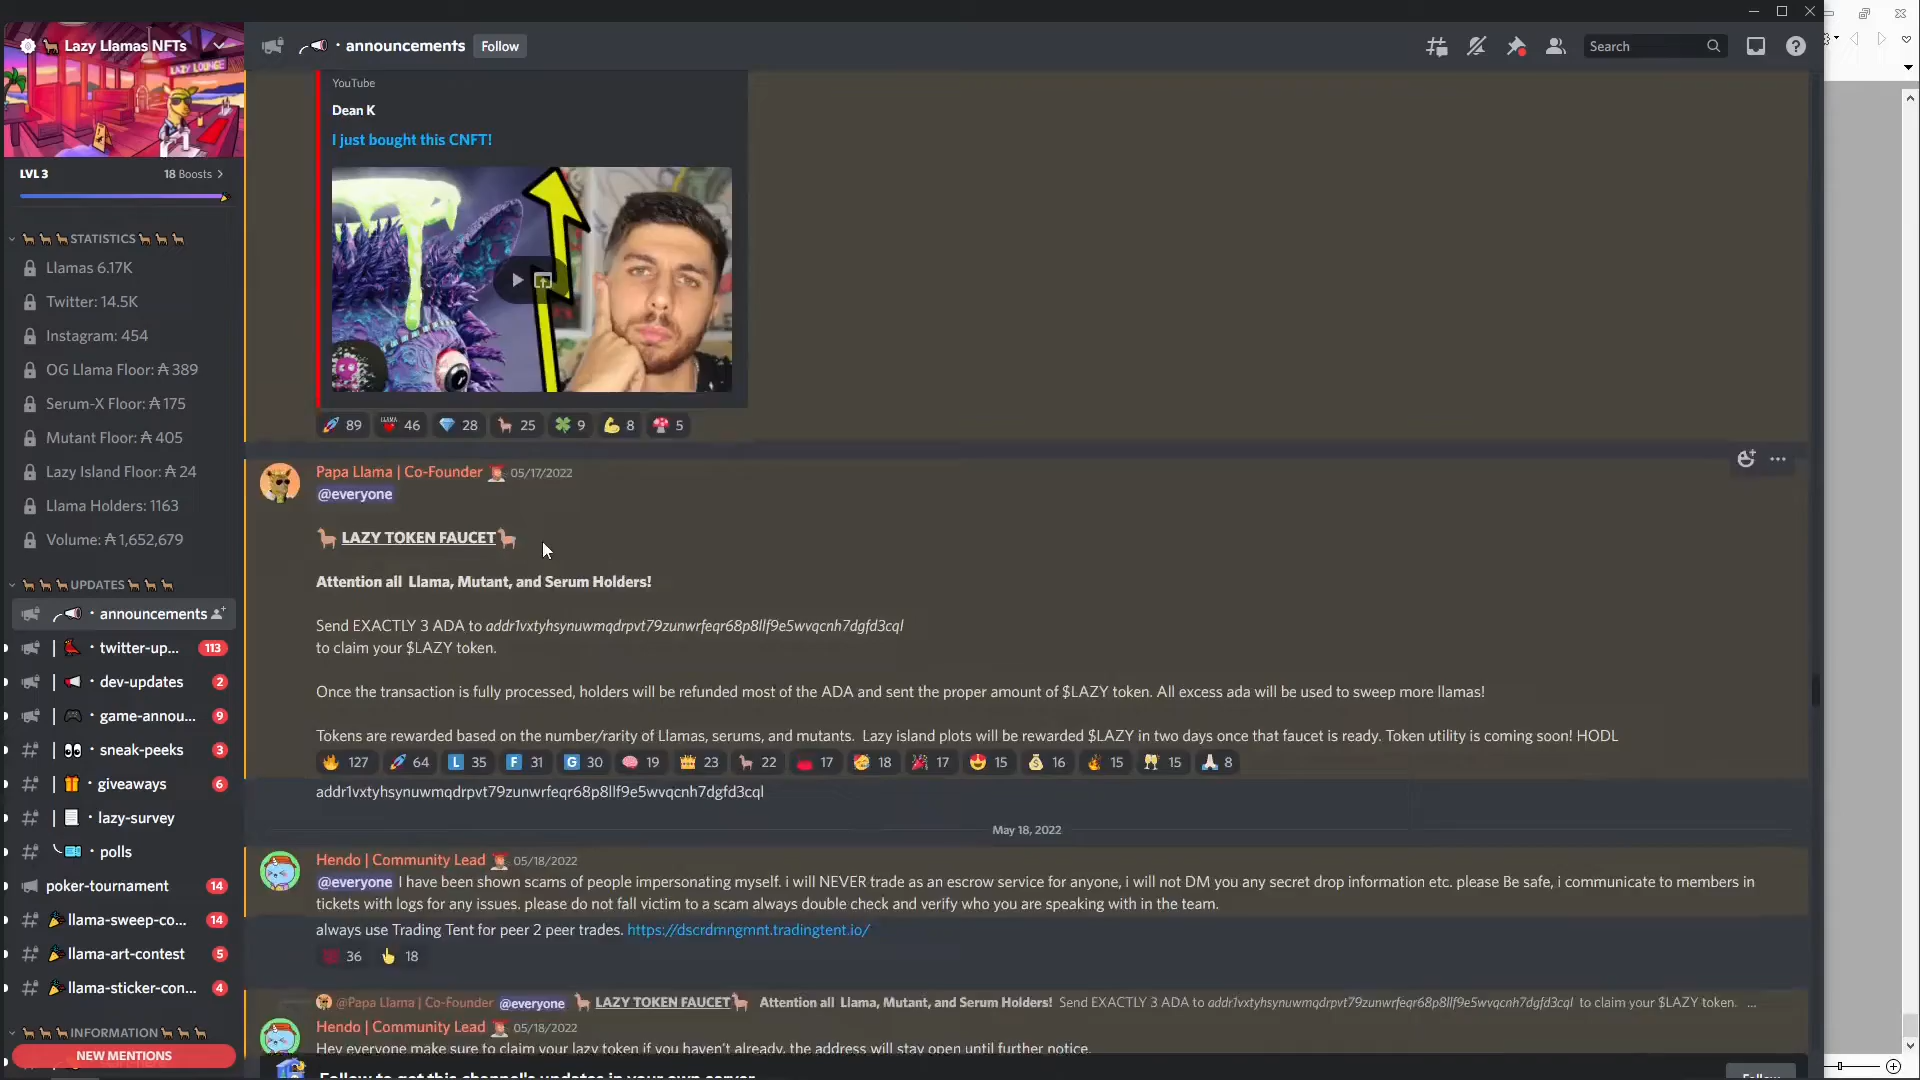 Lazy Llamas NFTs
LAZY LOUNGE
LVL 3
18 Boosts
STATISTICS
Llamas 6.17K
Twitter: 14.5K
Instagram: 454
OG Llama Floor: ₳ 389
Serum-X Floor: ₳ 175
Mutant Floor: ₳ 405
Lazy Island Floor: ₳ 24
Llama Holders: 1163
Volume: ₳ 1,652,679
UPDATES
announcements
twitter-up... 113
dev-updates 2
game-annou... 9
sneak-peeks 3
giveaways 6
lazy-survey
polls
poker-tournament 14
llama-sweep-co... 14
llama-art-contest 5
llama-sticker-con... 4
INFORMATION
NEW MENTIONS
· announcements Follow
Search
YouTube
Dean K
I just bought this CNFT!
89 46 28 25 9 8 5
Papa Llama | Co-Founder 05/17/2022
@everyone
LAZY TOKEN FAUCET
Attention all Llama, Mutant, and Serum Holders!
Send EXACTLY 3 ADA to addr1vxtyhsynuwmqdrpvt79zunwrfeqr68p8llf9e5wvqcnh7dgfd3cql
to claim your $LAZY token.
Once the transaction is fully processed, holders will be refunded most of the ADA and sent the proper amount of $LAZY token. All excess ada will be used to sweep more llamas!
Tokens are rewarded based on the number/rarity of Llamas, serums, and mutants. Lazy island plots will be rewarded $LAZY in two days once that faucet is ready. Token utility is coming soon! HODL
127 64 L 35 F 31 G 30 19 23 22 17 18 17 15 16 15 15 8
addr1vxtyhsynuwmqdrpvt79zunwrfeqr68p8llf9e5wvqcnh7dgfd3cql
May 18, 2022
Hendo | Community Lead 05/18/2022
@everyone I have been shown scams of people impersonating myself. i will NEVER trade as an escrow service for anyone, i will not DM you any secret drop information etc. please Be safe, i communicate to members in
tickets with logs for any issues. please do not fall victim to a scam always double check and verify who you are speaking with in the team.
always use Trading Tent for peer 2 peer trades. https://dscrdmngmnt.tradingtent.io/
36 18
@Papa Llama | Co-Founder @everyone LAZY TOKEN FAUCET Attention all Llama, Mutant, and Serum Holders! Send EXACTLY 3 ADA to addr1vxtyhsynuwmqdrpvt79zunwrfeqr68p8llf9e5wvqcnh7dgfd3cql to claim your $LAZY token. ...
Hendo | Community Lead 05/18/2022
Hey everyone make sure to claim your lazy token if you haven't already, the address will stay open until further notice.
Follow to get this channel's updates in your own server.
Follow